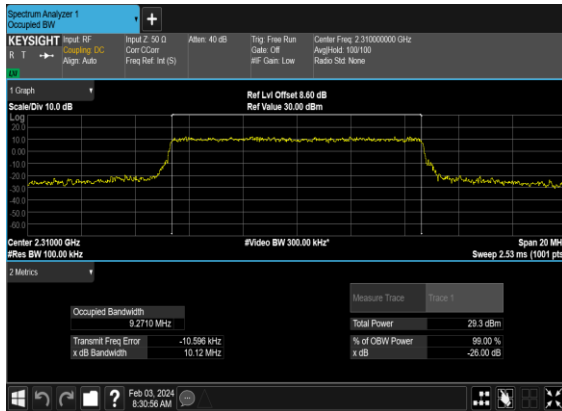 Spectrum Analyzer 1
Occupied BW
+
KEYSIGHT Input: RF Input Z: 50 Ω Atten: 40 dB Trig: Free Run Center Freq: 2.310000000 GHz
R T Coupling: DC Corr CCorr Gate: Off Avg|Hold: 100/100
Align: Auto Freq Ref: Int (S) #IF Gain: Low Radio Std: None
LXI
1 Graph
Ref Lvl Offset 8.60 dB
Scale/Div 10.0 dB Ref Value 30.00 dBm
Log
20.0
10.0
0.00
-10.0
-20.0
-30.0
-40.0
-50.0
-60.0
Center 2.31000 GHz #Video BW 300.00 kHz* Span 20 MH
#Res BW 100.00 kHz Sweep 2.53 ms (1001 pts
2 Metrics
Measure Trace Trace 1
Occupied Bandwidth
9.2710 MHz Total Power 29.3 dBm
Transmit Freq Error -10.596 kHz % of OBW Power 99.00 %
x dB Bandwidth 10.12 MHz x dB -26.00 dB
? Feb 03, 2024
8:30:56 AM